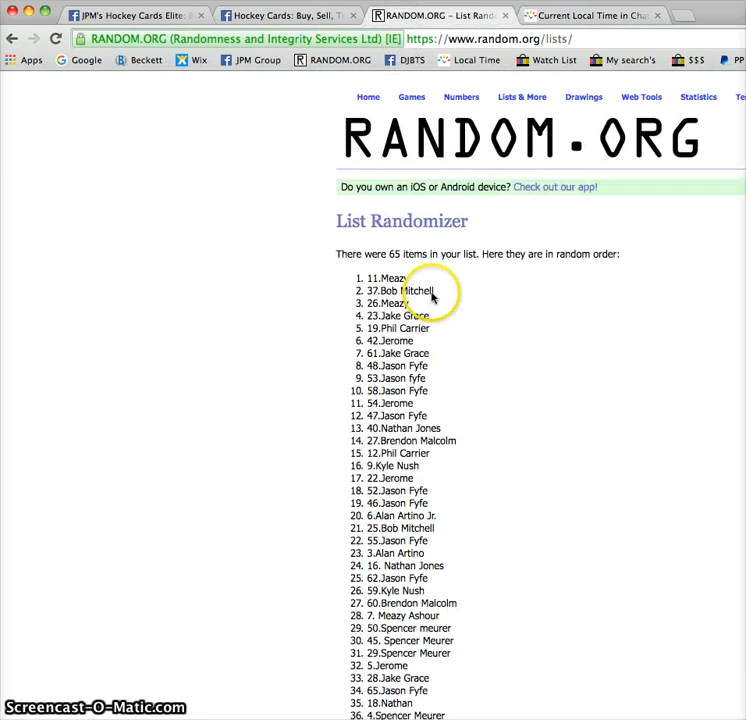 JPM's Hockey Cards Elite: B
Hockey Cards: Buy, Sell, T
RANDOM.ORG – List Rando
Current Local Time in Cha
RANDOM.ORG (Randomness and Integrity Services Ltd) [IE] https://www.random.org/lists/
Apps Google Beckett Wix JPM Group RANDOM.ORG DJBTS Local Time Watch List My search's $$$ PP
Home Games Numbers Lists & More Drawings Web Tools Statistics Te
RANDOM.ORG
Do you own an iOS or Android device? Check out our app!
List Randomizer
There were 65 items in your list. Here they are in random order:
1. 11.Meazy
2. 37.Bob Mitchell
3. 26.Meazy
4. 23.Jake Grace
5. 19.Phil Carrier
6. 42.Jerome
7. 61.Jake Grace
8. 48.Jason Fyfe
9. 53.Jason fyfe
10. 58.Jason Fyfe
11. 54.Jerome
12. 47.Jason Fyfe
13. 40.Nathan Jones
14. 27.Brendon Malcolm
15. 12.Phil Carrier
16. 9.Kyle Nush
17. 22.Jerome
18. 52.Jason Fyfe
19. 46.Jason Fyfe
20. 6.Alan Artino Jr.
21. 25.Bob Mitchell
22. 55.Jason Fyfe
23. 3.Alan Artino
24. 16. Nathan Jones
25. 62.Jason Fyfe
26. 59.Kyle Nush
27. 60.Brendon Malcolm
28. 7. Meazy Ashour
29. 50.Spencer meurer
30. 45. Spencer Meurer
31. 29.Spencer Meurer
32. 5.Jerome
33. 28.Jake Grace
34. 65.Jason Fyfe
35. 18.Nathan
36. 4.Spencer Meurer
Screencast-O-Matic.com